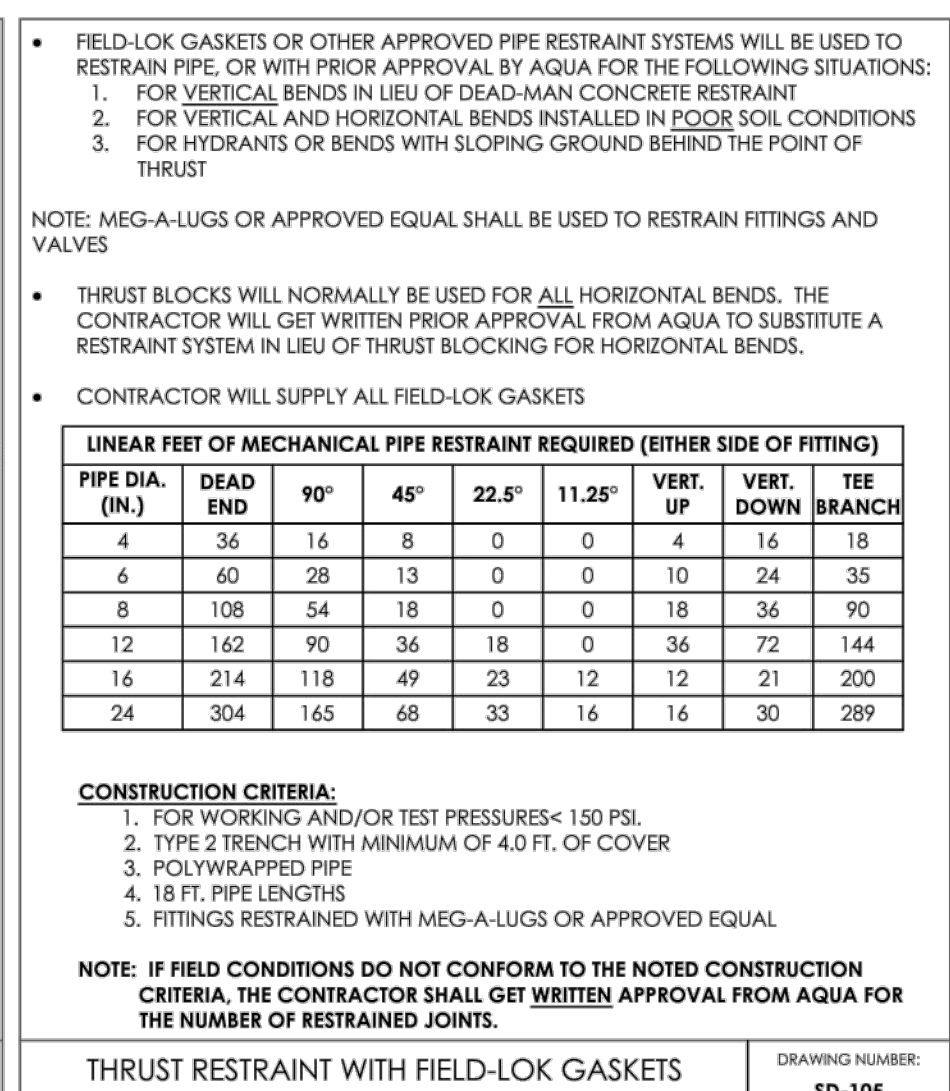 • FIELD-LOK GASKETS OR OTHER APPROVED PIPE RESTRAINT SYSTEMS WILL BE USED TO
RESTRAIN PIPE, OR WITH PRIOR APPROVAL BY AQUA FOR THE FOLLOWING SITUATIONS:
1. FOR VERTICAL BENDS IN LIEU OF DEAD-MAN CONCRETE RESTRAINT
2. FOR VERTICAL AND HORIZONTAL BENDS INSTALLED IN POOR SOIL CONDITIONS
3. FOR HYDRANTS OR BENDS WITH SLOPING GROUND BEHIND THE POINT OF
THRUST
NOTE: MEG-A-LUGS OR APPROVED EQUAL SHALL BE USED TO RESTRAIN FITTINGS AND
VALVES
• THRUST BLOCKS WILL NORMALLY BE USED FOR ALL HORIZONTAL BENDS. THE
CONTRACTOR WILL GET WRITTEN PRIOR APPROVAL FROM AQUA TO SUBSTITUTE A
RESTRAINT SYSTEM IN LIEU OF THRUST BLOCKING FOR HORIZONTAL BENDS.
• CONTRACTOR WILL SUPPLY ALL FIELD-LOK GASKETS
LINEAR FEET OF MECHANICAL PIPE RESTRAINT REQUIRED (EITHER SIDE OF FITTING)
PIPE DIA. (IN.) DEAD END 90° 45° 22.5° 11.25° VERT. UP VERT. DOWN TEE BRANCH
4 36 16 8 0 0 4 16 18
6 60 28 13 0 0 10 24 35
8 108 54 18 0 0 18 36 90
12 162 90 36 18 0 36 72 144
16 214 118 49 23 12 12 21 200
24 304 165 68 33 16 16 30 289
CONSTRUCTION CRITERIA:
1. FOR WORKING AND/OR TEST PRESSURES< 150 PSI.
2. TYPE 2 TRENCH WITH MINIMUM OF 4.0 FT. OF COVER
3. POLYWRAPPED PIPE
4. 18 FT. PIPE LENGTHS
5. FITTINGS RESTRAINED WITH MEG-A-LUGS OR APPROVED EQUAL
NOTE: IF FIELD CONDITIONS DO NOT CONFORM TO THE NOTED CONSTRUCTION
CRITERIA, THE CONTRACTOR SHALL GET WRITTEN APPROVAL FROM AQUA FOR
THE NUMBER OF RESTRAINED JOINTS.
THRUST RESTRAINT WITH FIELD-LOK GASKETS
DRAWING NUMBER:
SD-105